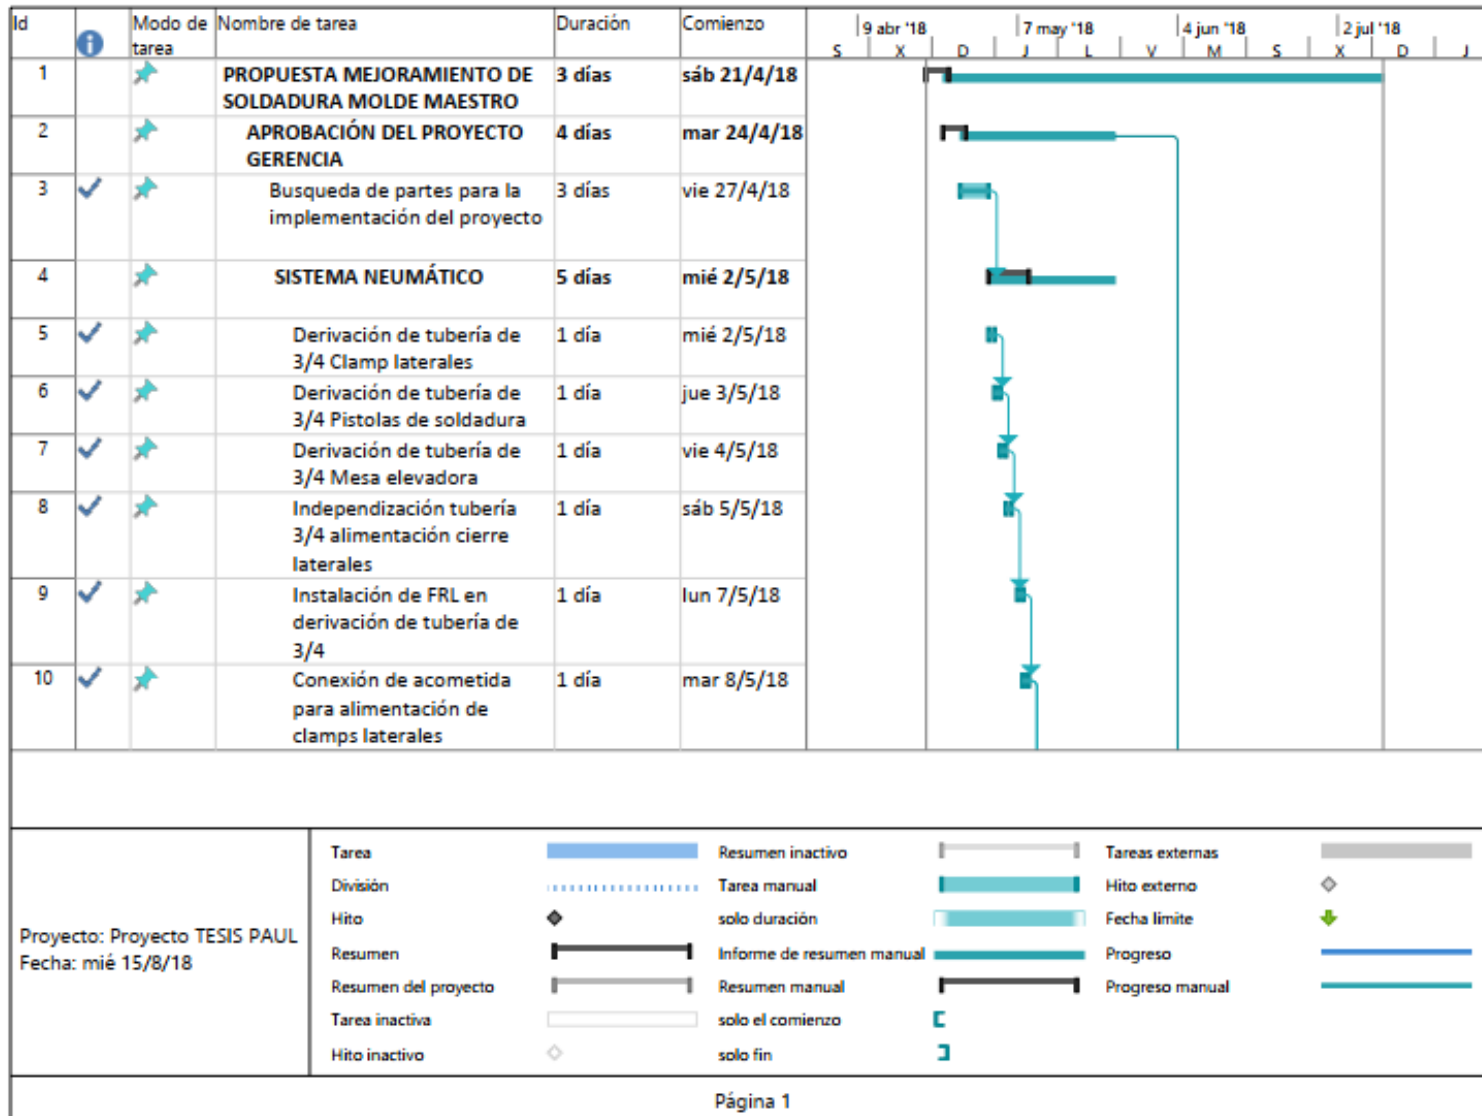 Id Modo de tarea Nombre de tarea Duración Comienzo
9 abr '18 7 may '18 4 jun '18 2 jul '18
S X D J L V M S X D J
1 PROPUESTA MEJORAMIENTO DE 3 días sáb 21/4/18
SOLDADURA MOLDE MAESTRO
2 APROBACIÓN DEL PROYECTO 4 días mar 24/4/18
GERENCIA
3 Busqueda de partes para la 3 días vie 27/4/18
implementación del proyecto
4 SISTEMA NEUMÁTICO 5 días mié 2/5/18
5 Derivación de tubería de 1 día mié 2/5/18
3/4 Clamp laterales
6 Derivación de tubería de 1 día jue 3/5/18
3/4 Pistolas de soldadura
7 Derivación de tubería de 1 día vie 4/5/18
3/4 Mesa elevadora
8 Independización tubería 1 día sáb 5/5/18
3/4 alimentación cierre
laterales
9 Instalación de FRL en 1 día lun 7/5/18
derivación de tubería de
3/4
10 Conexión de acometida 1 día mar 8/5/18
para alimentación de
clamps laterales
Proyecto: Proyecto TESIS PAUL
Fecha: mié 15/8/18
Tarea
División
Hito
Resumen
Resumen del proyecto
Tarea inactiva
Hito inactivo
Resumen inactivo
Tarea manual
solo duración
Informe de resumen manual
Resumen manual
solo el comienzo
solo fin
Tareas externas
Hito externo
Fecha límite
Progreso
Progreso manual
Página 1